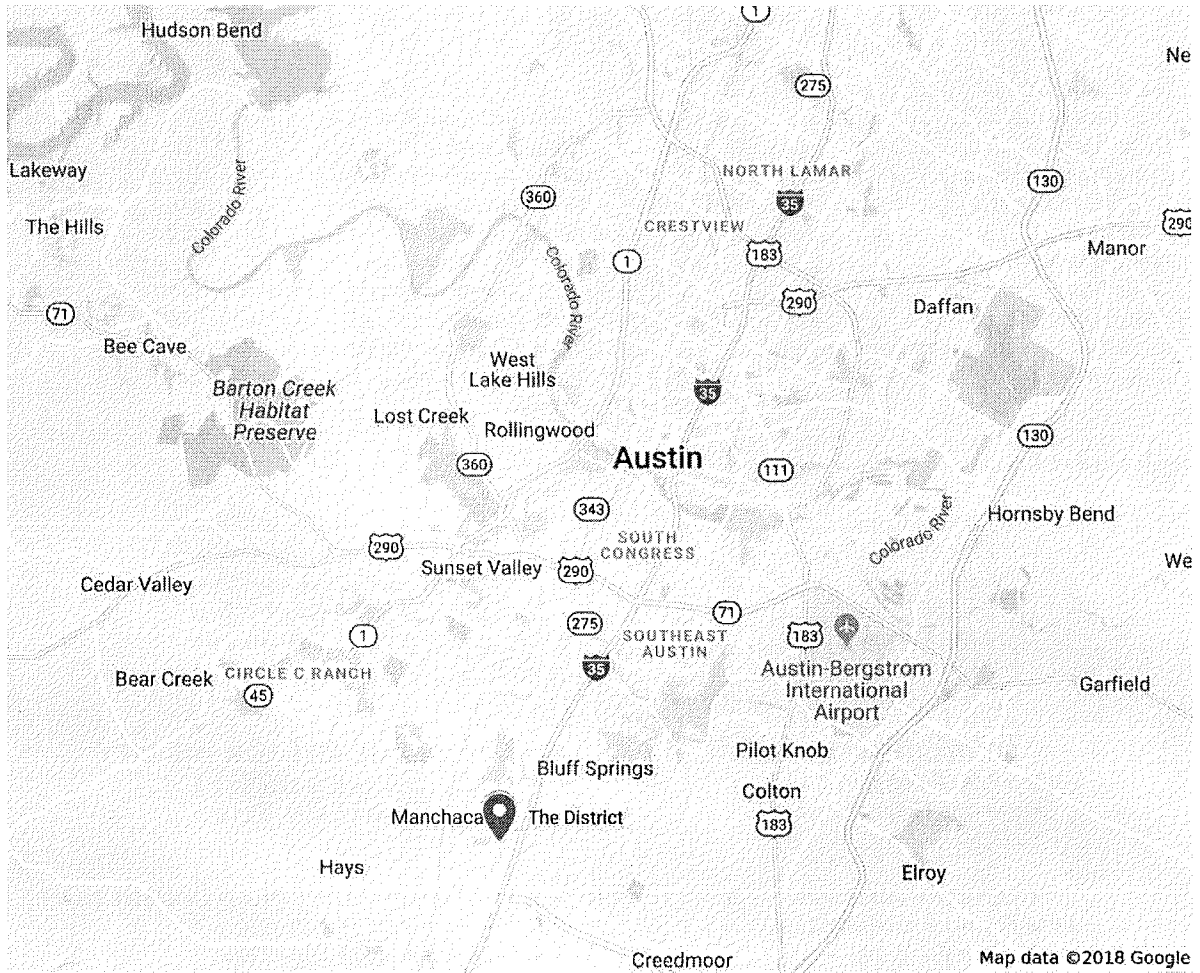 Hudson Bend
1
Ne
275
Lakeway
NORTH LAMAR
130
360
35
Colorado River
The Hills
CRESTVIEW
290
Manor
183
1
Colorado River
290
Daffan
71
Bee Cave
West
Lake Hills
Barton Creek
Habitat
Preserve
35
Lost Creek
Rollingwood
130
Austin
360
111
343
Hornsby Bend
Colorado River
SOUTH
CONGRESS
290
Sunset Valley
290
We
Cedar Valley
71
275
1
SOUTHEAST
AUSTIN
183
35
Austin-Bergstrom
International
Airport
Bear Creek
CIRCLE C RANCH
45
Garfield
Pilot Knob
Bluff Springs
Colton
Manchaca
The District
183
Hays
Elroy
Creedmoor
Map data ©2018 Google